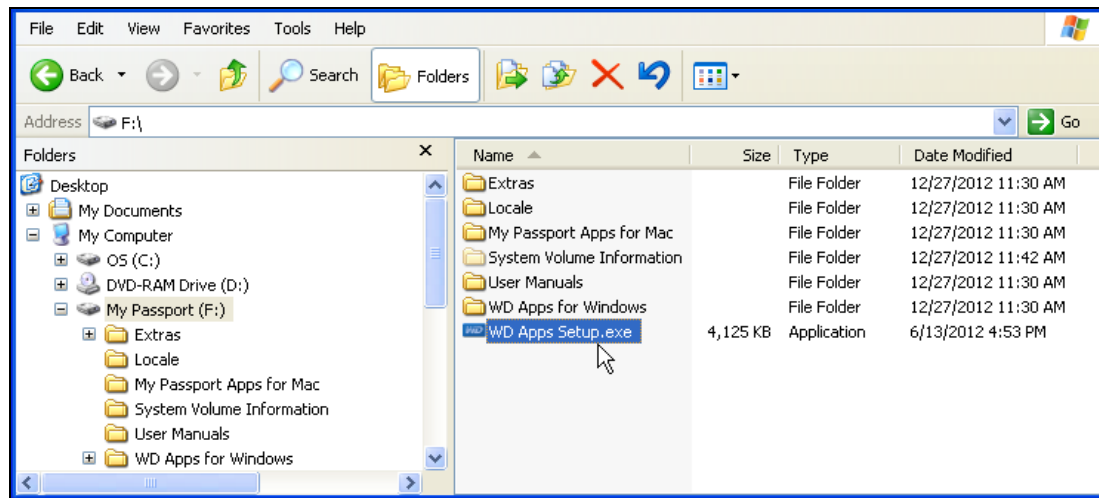 File Edit View Favorites Tools Help
Back Search Folders
Address F:\ Go
Folders
Desktop
My Documents
My Computer
OS (C:)
DVD-RAM Drive (D:)
My Passport (F:)
Extras
Locale
My Passport Apps for Mac
System Volume Information
User Manuals
WD Apps for Windows
Name Size Type Date Modified
Extras File Folder 12/27/2012 11:30 AM
Locale File Folder 12/27/2012 11:30 AM
My Passport Apps for Mac File Folder 12/27/2012 11:30 AM
System Volume Information File Folder 12/27/2012 11:42 AM
User Manuals File Folder 12/27/2012 11:30 AM
WD Apps for Windows File Folder 12/27/2012 11:30 AM
WD Apps Setup.exe 4,125 KB Application 6/13/2012 4:53 PM